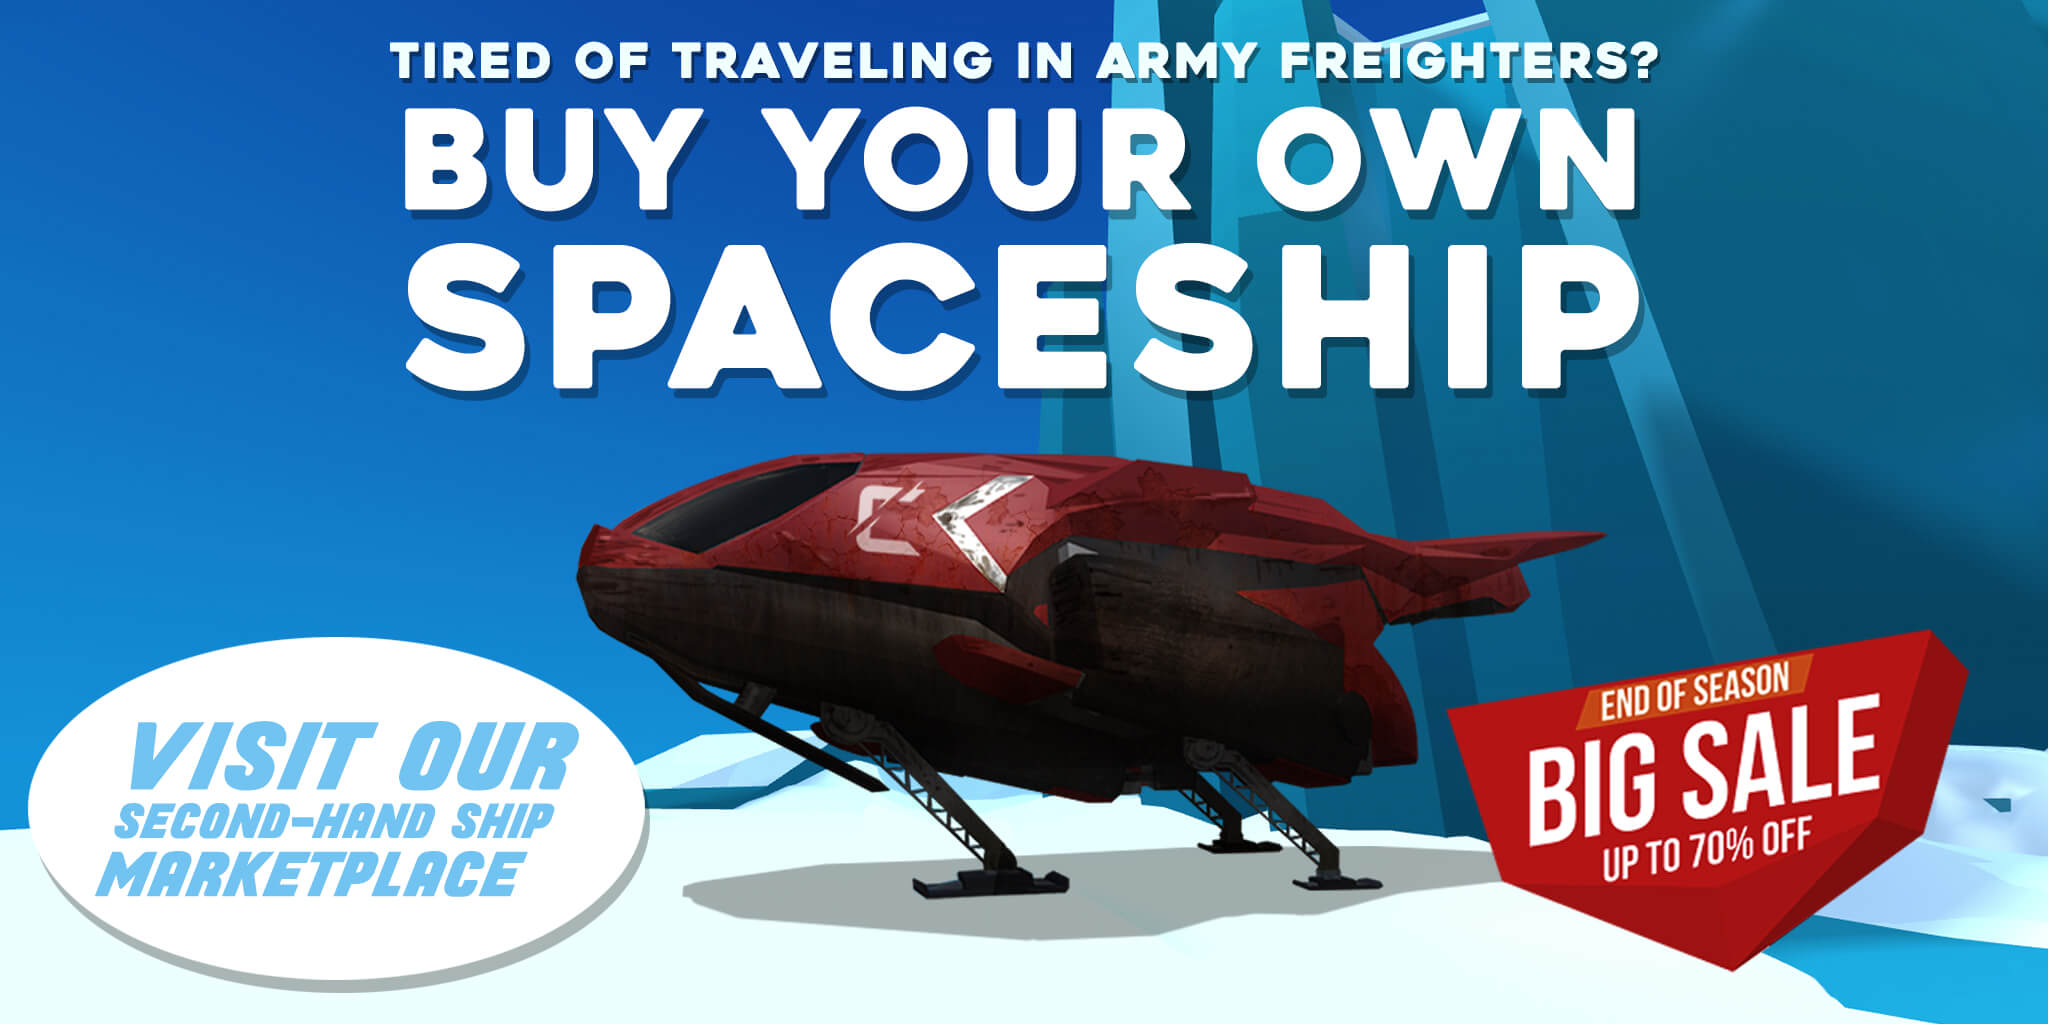 TIRED OF TRAVELING IN ARMY FREIGHTERS?
BUY YOUR OWN
SPACESHIP
VISIT OUR
SECOND-HAND SHIP
MARKETPLACE
END OF SEASON
BIG SALE
UP TO 70% OFF